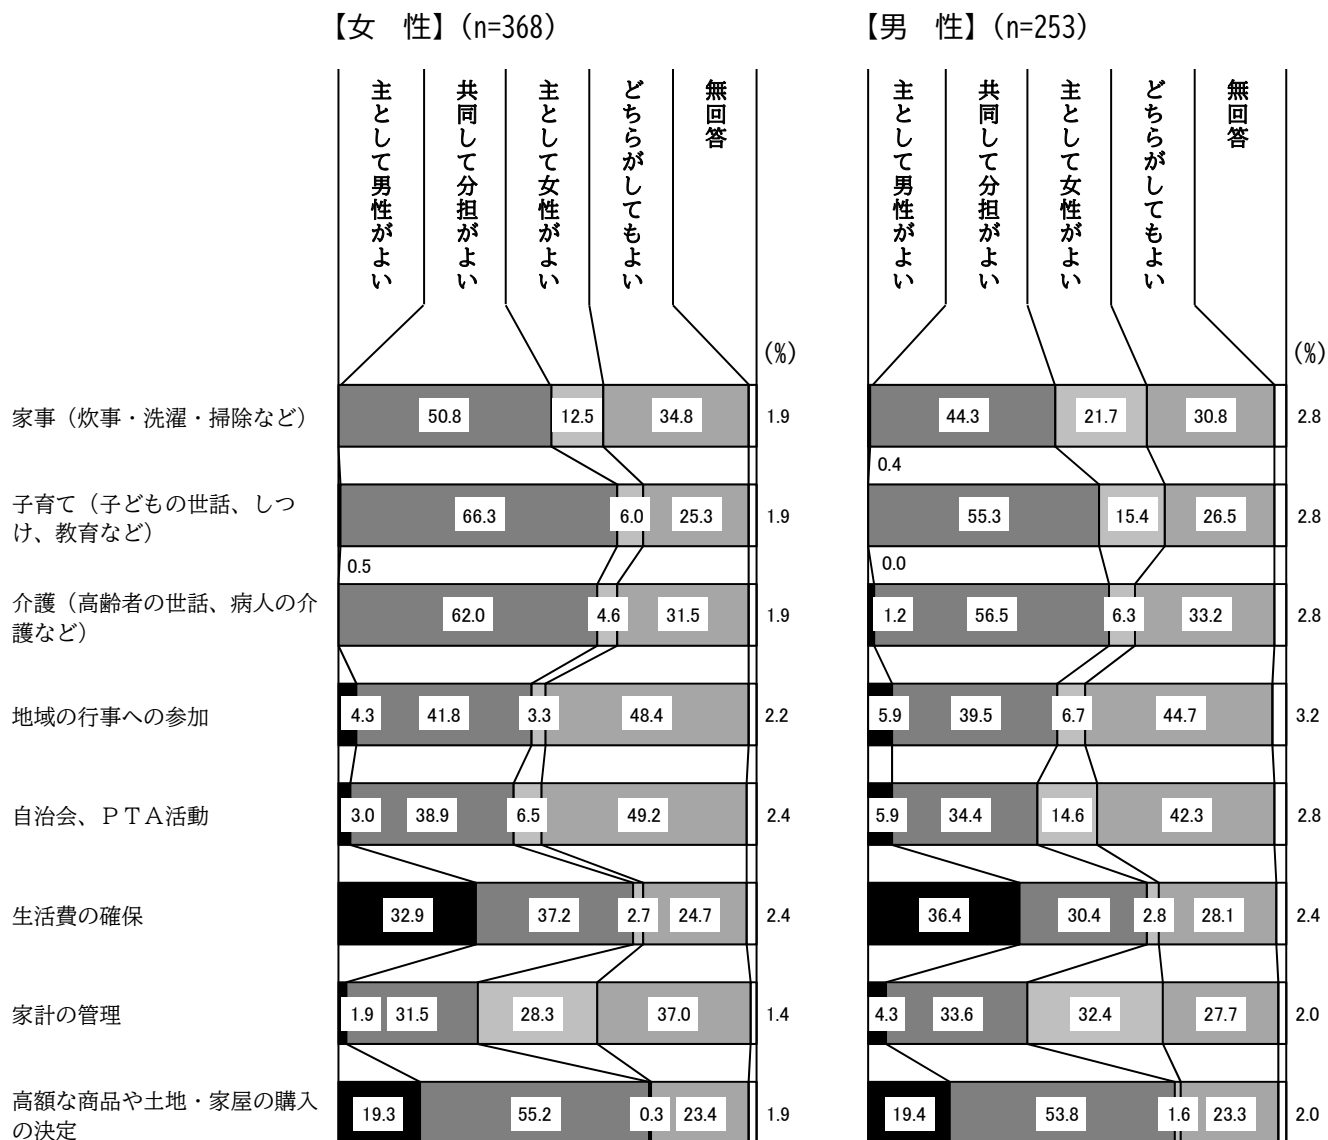 【女　性】(n=368)
【男　性】(n=253)
主として男性がよい
共同して分担がよい
主として女性がよい
どちらがしてもよい
無回答
主として男性がよい
共同して分担がよい
主として女性がよい
どちらがしてもよい
無回答
(%)
(%)
家事（炊事・洗濯・掃除など）
50.8 12.5 34.8 1.9
44.3 21.7 30.8 2.8
0.4
子育て（子どもの世話、しつ
け、教育など）
66.3 6.0 25.3 1.9
55.3 15.4 26.5 2.8
0.5
0.0
介護（高齢者の世話、病人の介
護など）
62.0 4.6 31.5 1.9
1.2 56.5 6.3 33.2 2.8
地域の行事への参加
4.3 41.8 3.3 48.4 2.2
5.9 39.5 6.7 44.7 3.2
自治会、ＰＴＡ活動
3.0 38.9 6.5 49.2 2.4
5.9 34.4 14.6 42.3 2.8
生活費の確保
32.9 37.2 2.7 24.7 2.4
36.4 30.4 2.8 28.1 2.4
家計の管理
1.9 31.5 28.3 37.0 1.4
4.3 33.6 32.4 27.7 2.0
高額な商品や土地・家屋の購入
の決定
19.3 55.2 0.3 23.4 1.9
19.4 53.8 1.6 23.3 2.0